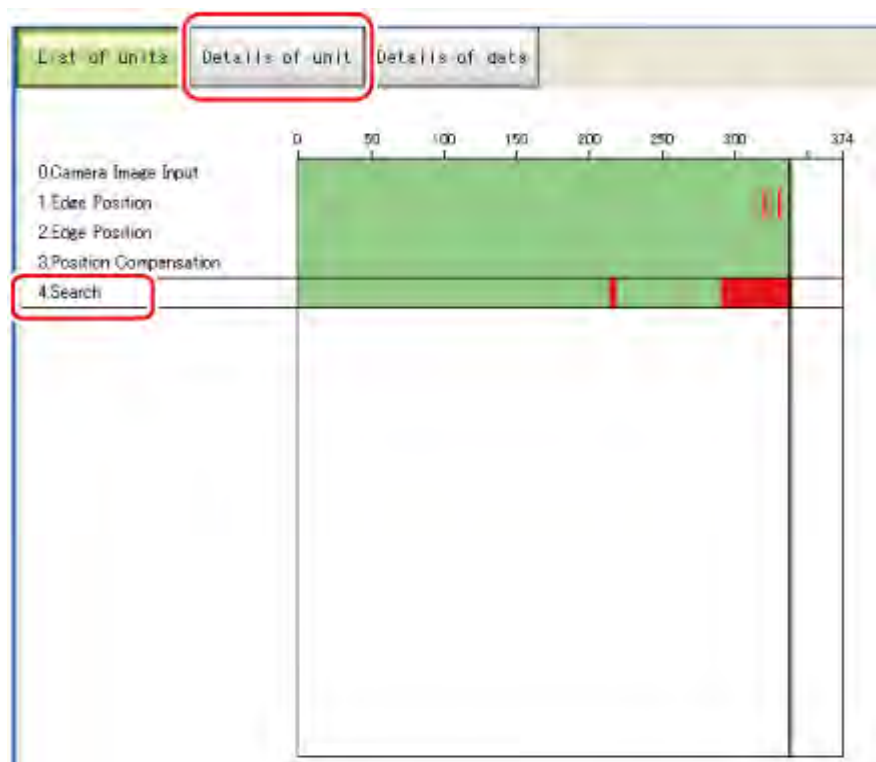 List of units Details of unit Details of data
0 50 100 150 200 250 300 374
0.Camera Image Input
1.Edge Position
2.Edge Position
3.Position Compensation
4.Search